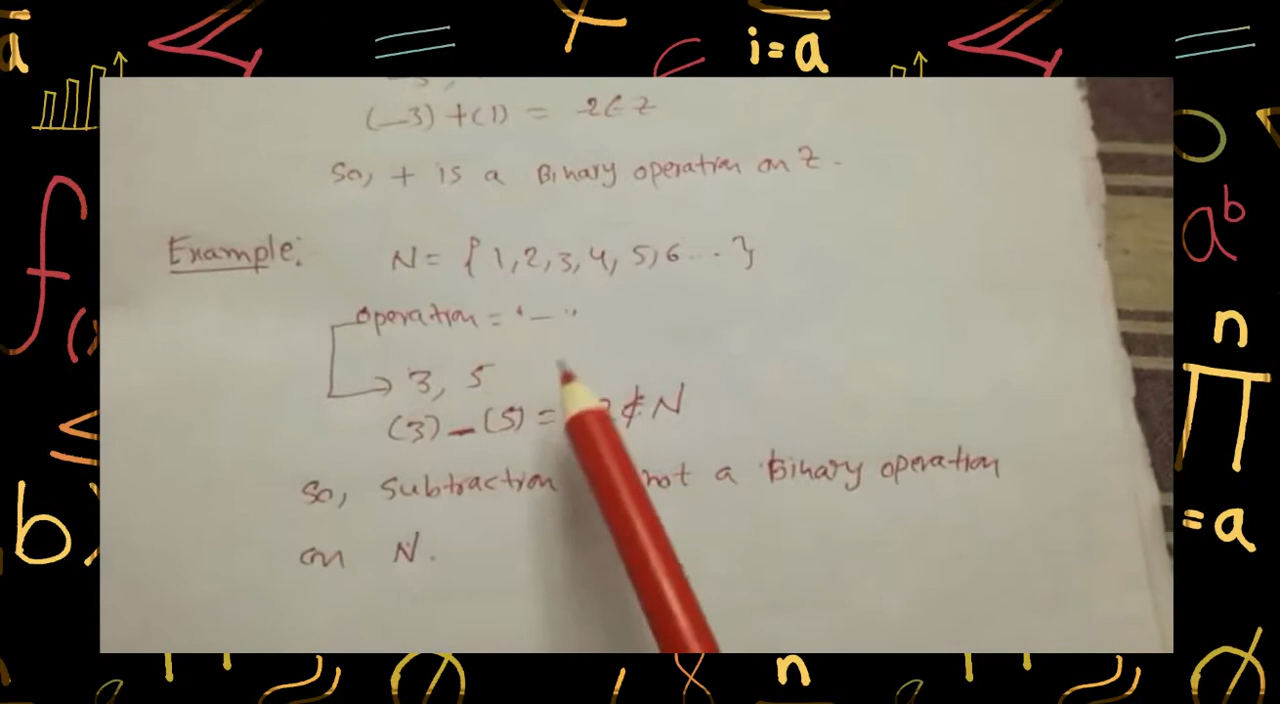 (-3) + (1) = -2 ∈ Z
So, + is a Binary operation on Z.
Example: N = {1, 2, 3, 4, 5, 6 ... }
operation = '-'
3, 5
(3) - (5) = 2 ∉ N
So, Subtraction not a Binary operation
on N.
a
i = a
f(
a^b
n
∏
= a
b)
n